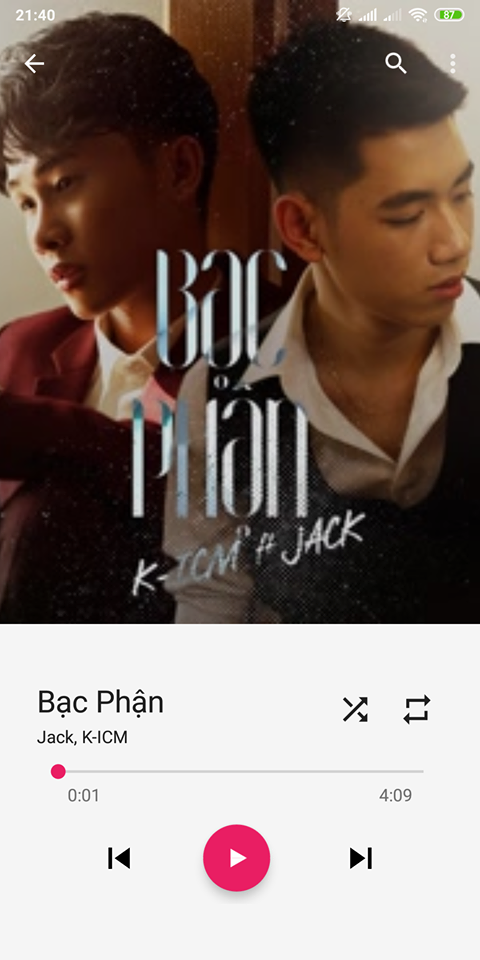 21:40
87
BẠC
PHẬN
K-ICM ft JACK
Bạc Phận
Jack, K-ICM
0:01
4:09